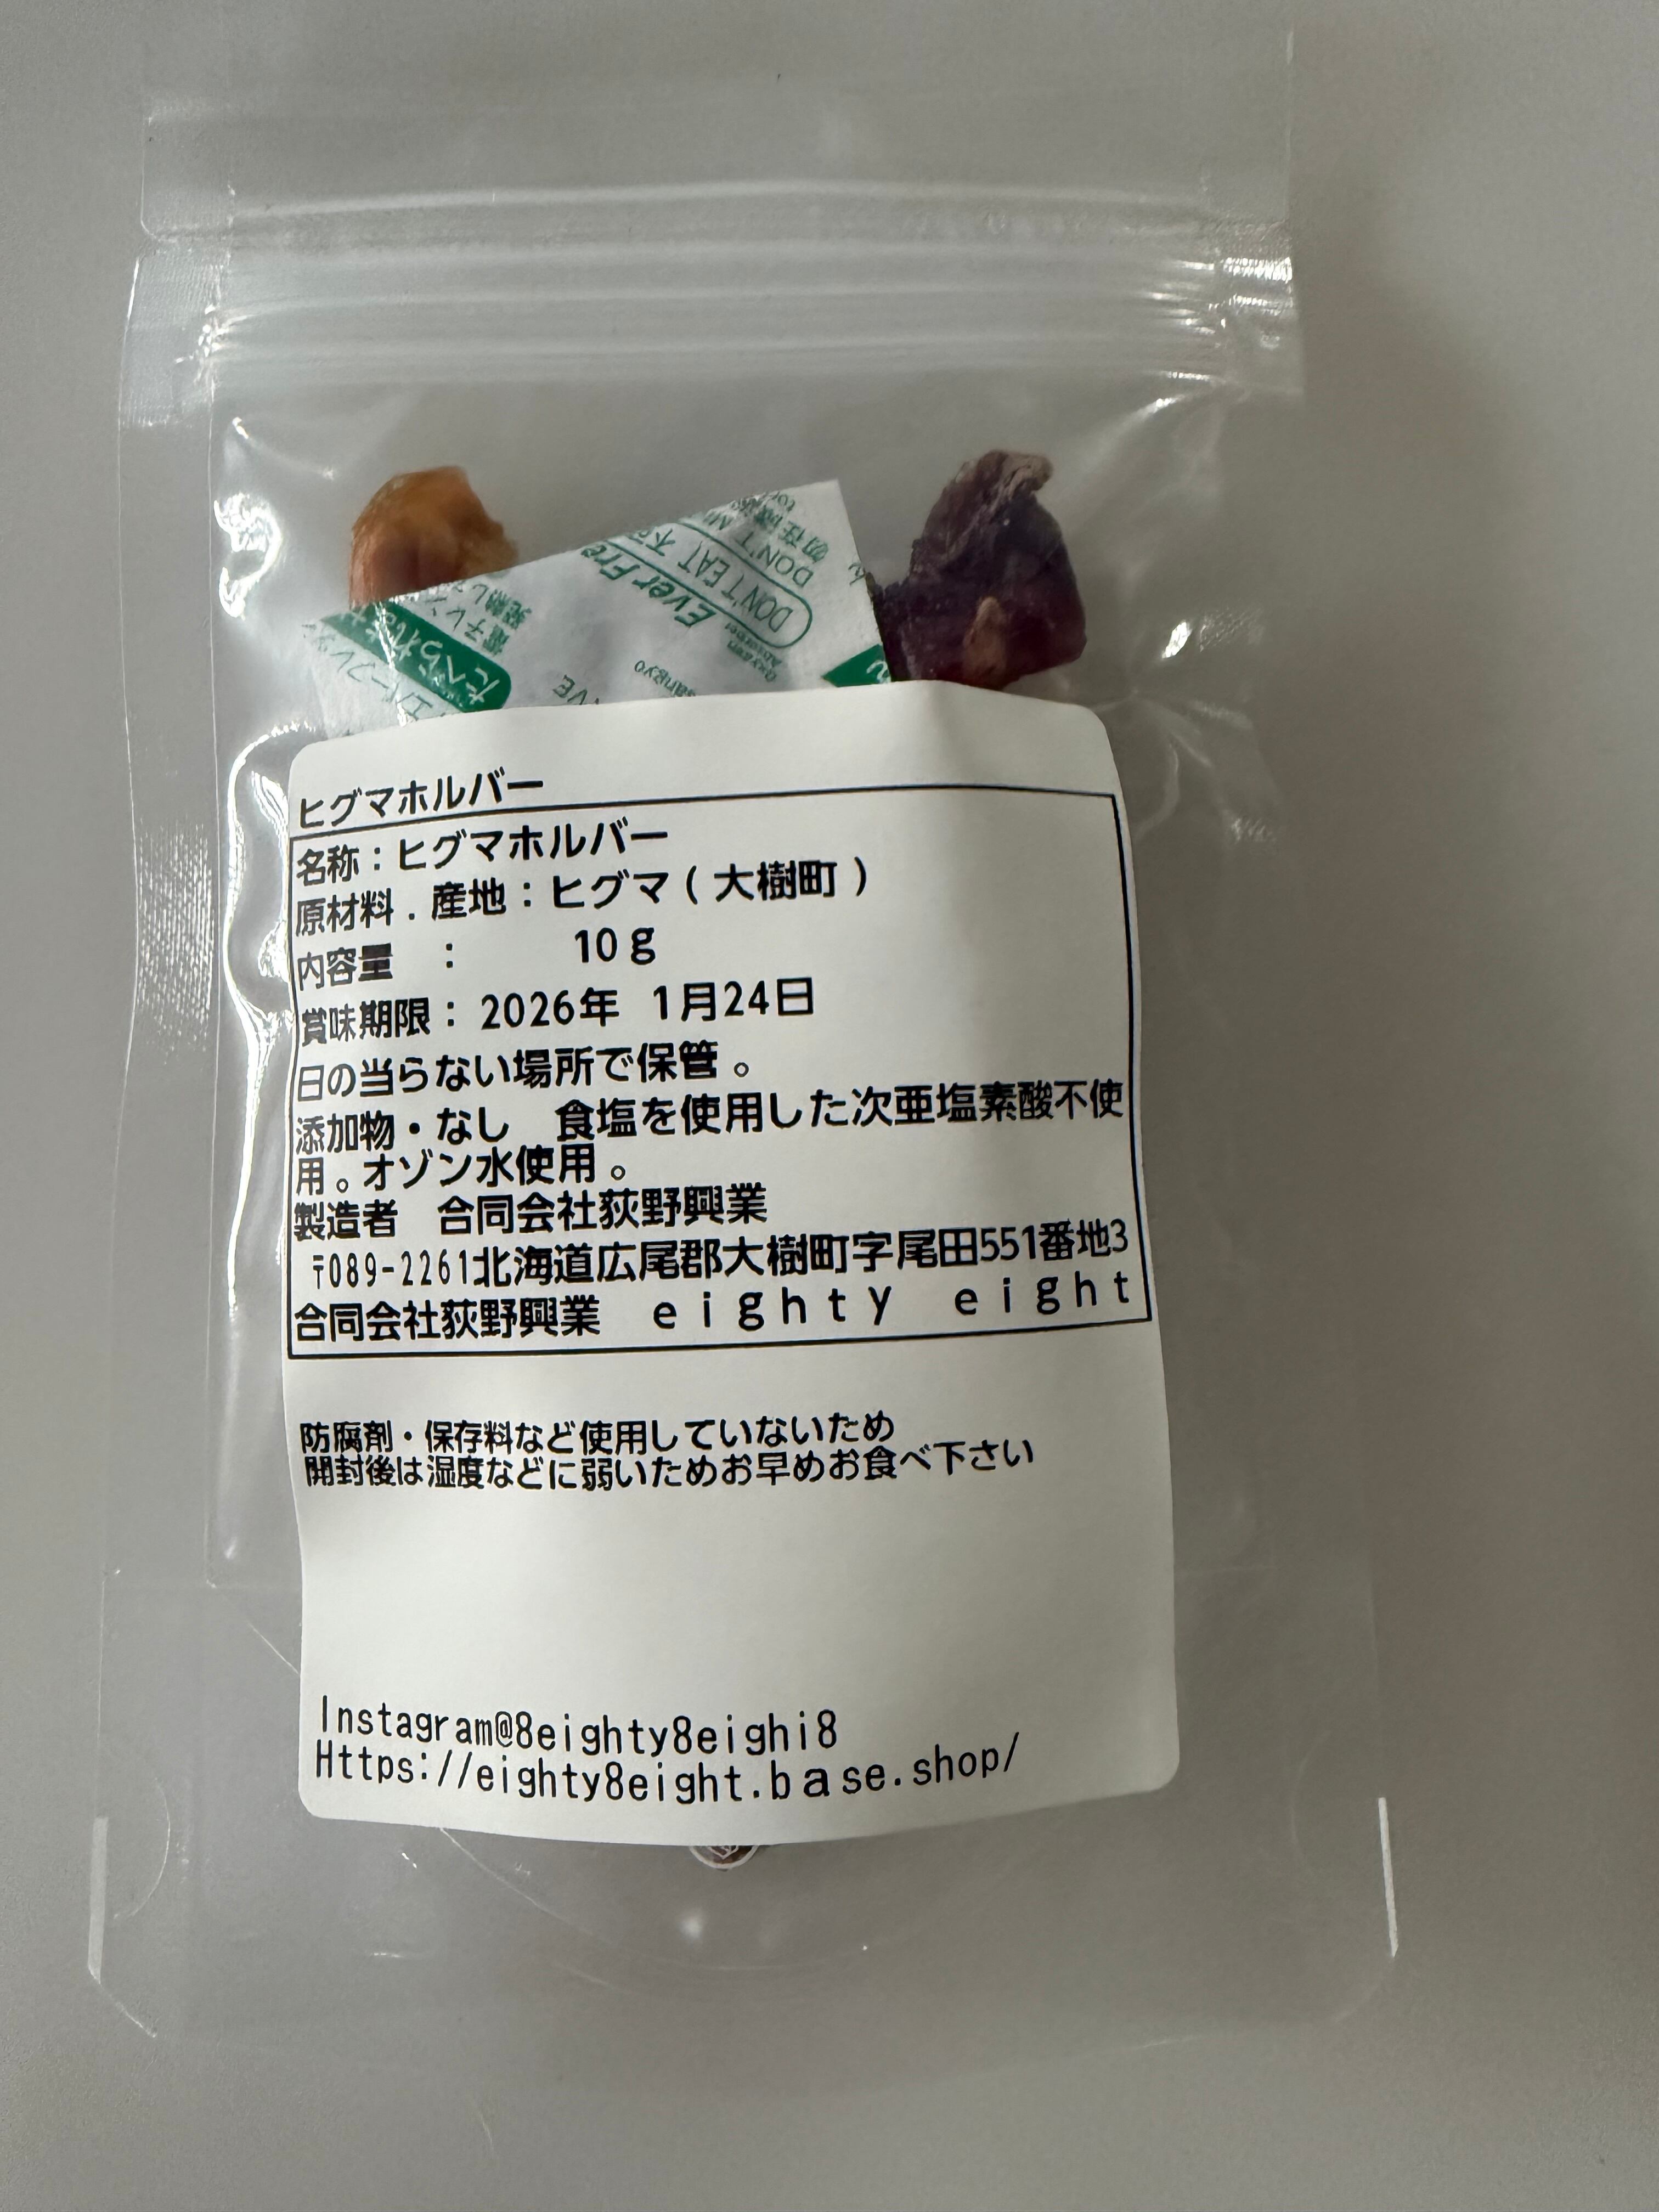 Ever Fre
DON'T EAT
DON'T
ヒグマホルバー
名称：ヒグマホルバー
原材料．産地：ヒグマ（大樹町）
内容量　：　　　10ｇ
賞味期限：2026年 1月24日
日の当らない場所で保管。
添加物・なし　食塩を使用した次亜塩素酸不使
用。オゾン水使用。
製造者　合同会社荻野興業
〒089-2261北海道広尾郡大樹町字尾田551番地3
合同会社荻野興業　ｅｉｇｈｔｙ　ｅｉｇｈｔ
防腐剤・保存料など使用していないため
開封後は湿度などに弱いためお早めお食べ下さい
Instagram@8eighty8eighi8
Https://eighty8eight.base.shop/